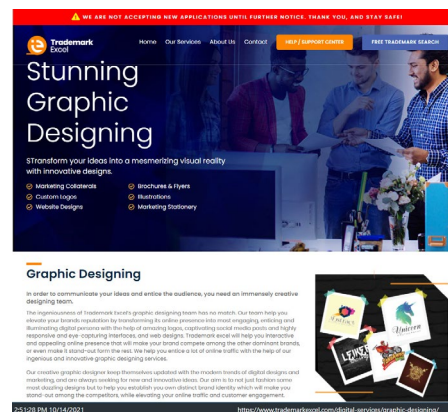 ⚠ WE ARE NOT ACCEPTING NEW APPLICATIONS UNTIL FURTHER NOTICE. THANK YOU, AND STAY SAFE!
Trademark
Excel
Home Our Services About Us Contact HELP / SUPPORT CENTER FREE TRADEMARK SEARCH
Stunning
Graphic
Designing
STransform your ideas into a mesmerizing visual reality
with innovative designs.
Marketing Collaterals Brochures & Flyers
Custom Logos Illustrations
Website Designs Marketing Stationery
Graphic Designing
In order to communicate your ideas and entice the audience, you need an immensely creative
designing team.
The ingeniousness of Trademark Excel's graphic designing team has no match. Our team help you
elevate your brands reputation by transforming its online presence into most engaging, enticing and
illuminating digital persona with the help of amazing logos, captivating social media posts and highly
responsive and eye-capturing interfaces, and web designs. Trademark excel will help you interactive
and appealing online presence that will make your brand compete among the other dominant brands,
or even make it stand-out form the rest. We help you entice a lot of online traffic with the help of our
ingenious and innovative graphic designing services.
Our creative graphic designer keep themselves updated with the modern trends of digital designs and
marketing, and are always seeking for new and innovative ideas. Our aim is to not just fashion some
most dazzling designs but to help you establish you own distinct brand identity which will make you
stand-out among the competitors, while elevating your online traffic and customer engagement.
Unicorn
2:51:28 PM 10/14/2021 https://www.trademarkexcel.com/digital-services/graphic-designing/